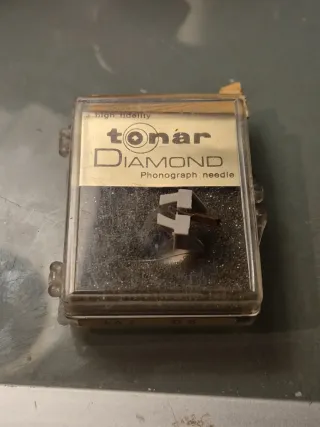 high fidelity
tonar
DIAMOND
Phonograph needle